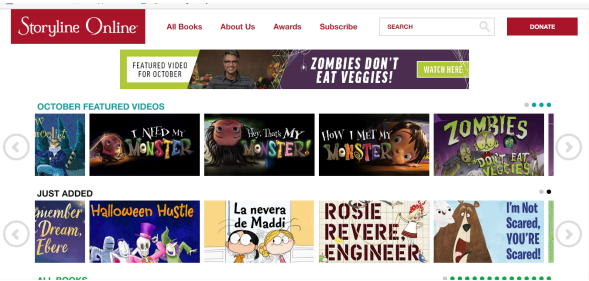 Storyline Online
All Books
About Us
Awards
Subscribe
SEARCH
DONATE
FEATURED VIDEO
FOR OCTOBER
ZOMBIES DON'T
EAT VEGGIES!
WATCH HERE
OCTOBER FEATURED VIDEOS
I NEED MY
MONSTER
Hey, That's MY
MONSTER!
HOW I MET MY
MONSTER
ZOMBIES
DON'T EAT
VEGGIES!
JUST ADDED
Dream,
Ebere
Halloween Hustle
La nevera
de Maddi
ROSIE
REVERE,
ENGINEER
I'm Not
Scared,
YOU'RE
Scared!
ALL BOOKS